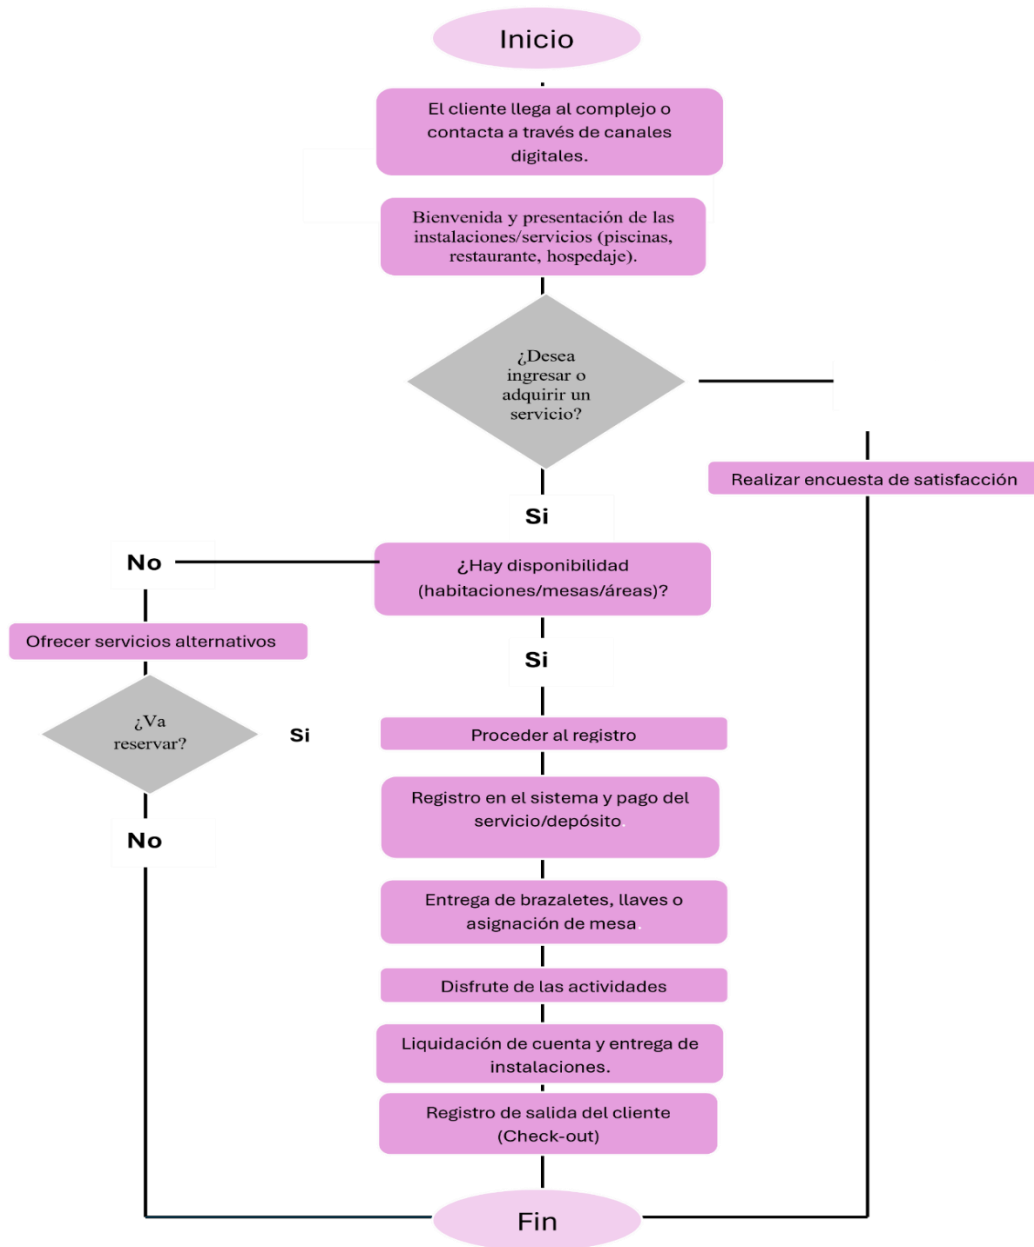 Inicio
El cliente llega al complejo o
contacta a través de canales
digitales.
Bienvenida y presentación de las
instalaciones/servicios (piscinas,
restaurante, hospedaje).
¿Desea
ingresar o
adquirir un
servicio?
Realizar encuesta de satisfacción
Si
No
¿Hay disponibilidad
(habitaciones/mesas/áreas)?
Ofrecer servicios alternativos
Si
¿Va
reservar?
Si
Proceder al registro
Registro en el sistema y pago del
servicio/depósito.
No
Entrega de brazaletes, llaves o
asignación de mesa.
Disfrute de las actividades
Liquidación de cuenta y entrega de
instalaciones.
Registro de salida del cliente
(Check-out)
Fin